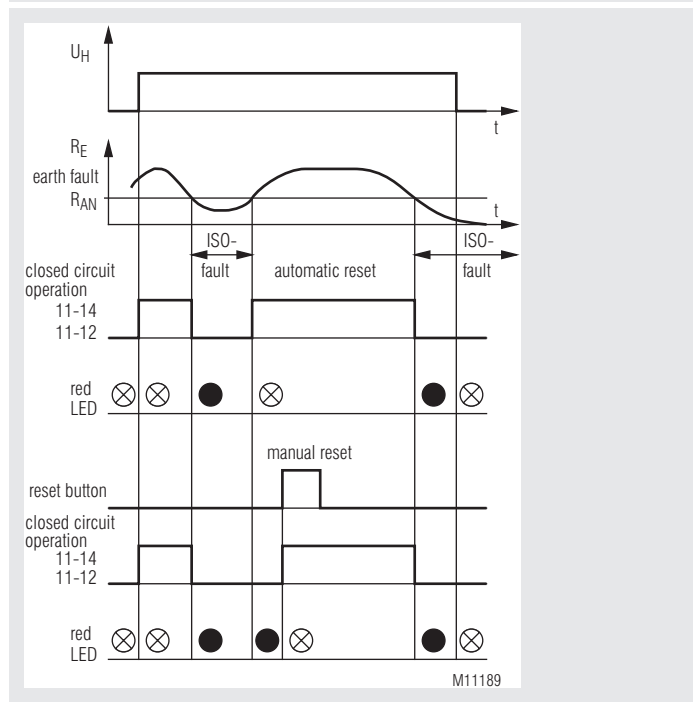 UH
t
RE
earth fault
RAN
t
ISO-
fault
automatic reset
ISO-
fault
closed circuit
operation
11-14
11-12
red
LED
manual reset
reset button
closed circuit
operation
11-14
11-12
red
LED
M11189